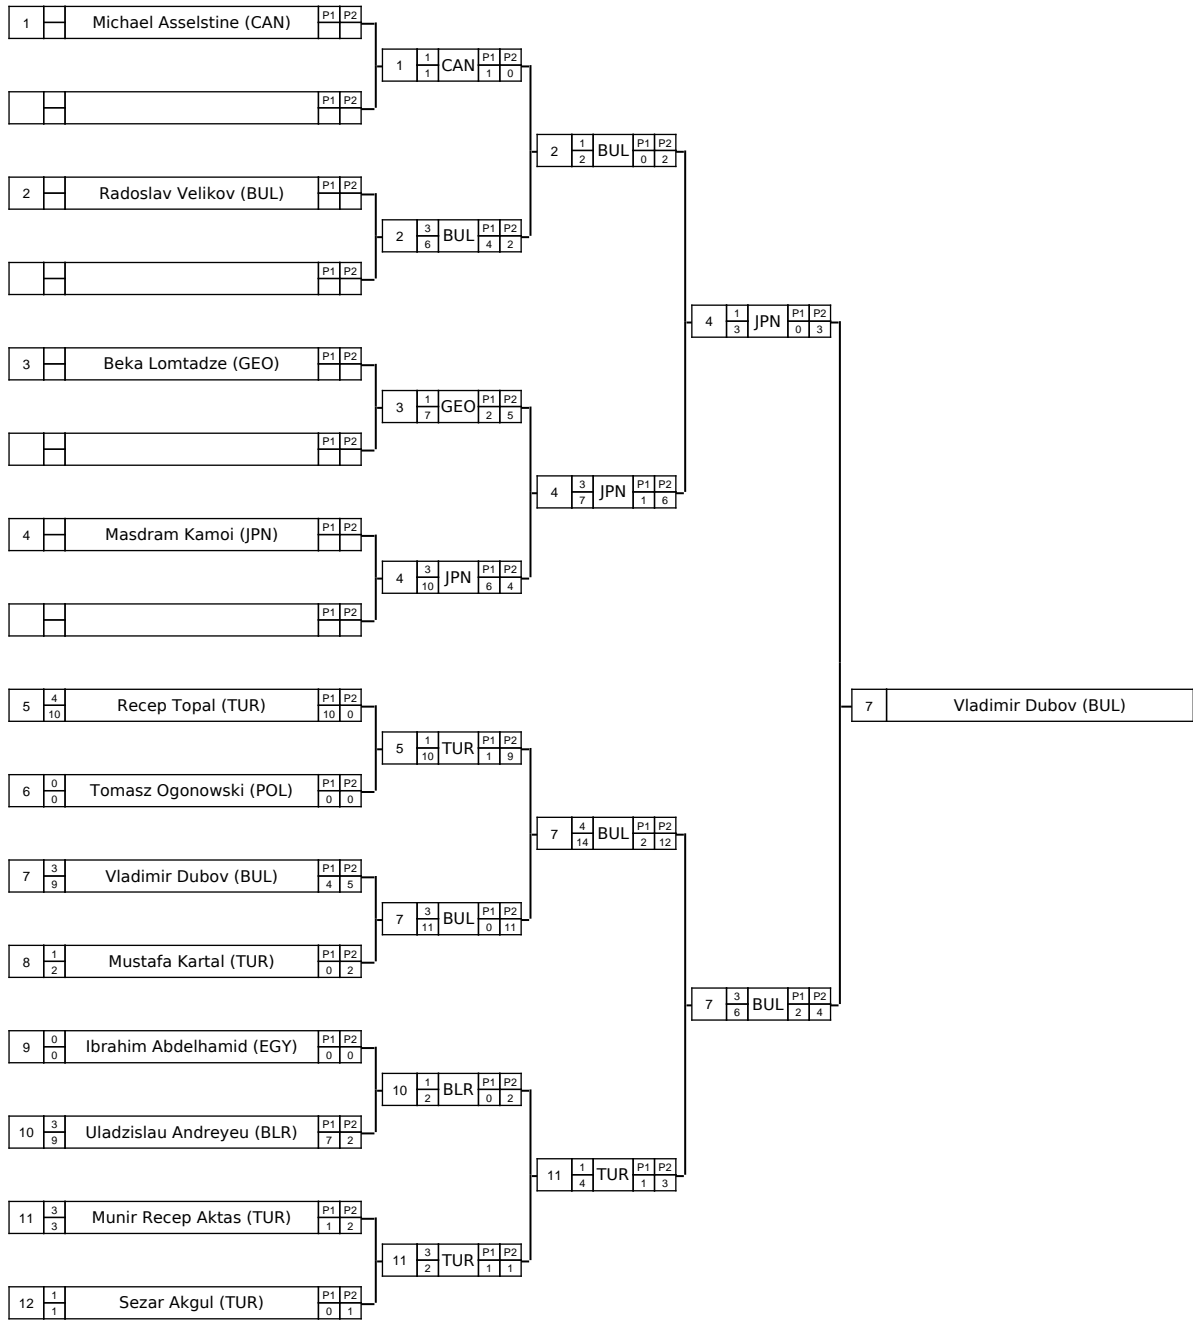 1 Michael Asselstine (CAN) P1 P2
1 1 1 CAN P1 P2 1 0
P1 P2
2 1 2 BUL P1 P2 0 2
2 Radoslav Velikov (BUL) P1 P2
2 3 6 BUL P1 P2 4 2
P1 P2
4 1 3 JPN P1 P2 0 3
3 Beka Lomtadze (GEO) P1 P2
3 1 7 GEO P1 P2 2 5
P1 P2
4 3 7 JPN P1 P2 1 6
4 Masdram Kamoi (JPN) P1 P2
4 3 10 JPN P1 P2 6 4
P1 P2
5 4 10 Recep Topal (TUR) P1 P2 10 0
7 Vladimir Dubov (BUL)
5 1 10 TUR P1 P2 1 9
6 0 0 Tomasz Ogonowski (POL) P1 P2 0 0
7 4 14 BUL P1 P2 2 12
7 3 9 Vladimir Dubov (BUL) P1 P2 4 5
7 3 11 BUL P1 P2 0 11
8 1 2 Mustafa Kartal (TUR) P1 P2 0 2
7 3 6 BUL P1 P2 2 4
9 0 0 Ibrahim Abdelhamid (EGY) P1 P2 0 0
10 1 2 BLR P1 P2 0 2
10 3 9 Uladzislau Andreyeu (BLR) P1 P2 7 2
11 1 4 TUR P1 P2 1 3
11 3 3 Munir Recep Aktas (TUR) P1 P2 1 2
11 3 2 TUR P1 P2 1 1
12 1 1 Sezar Akgul (TUR) P1 P2 0 1